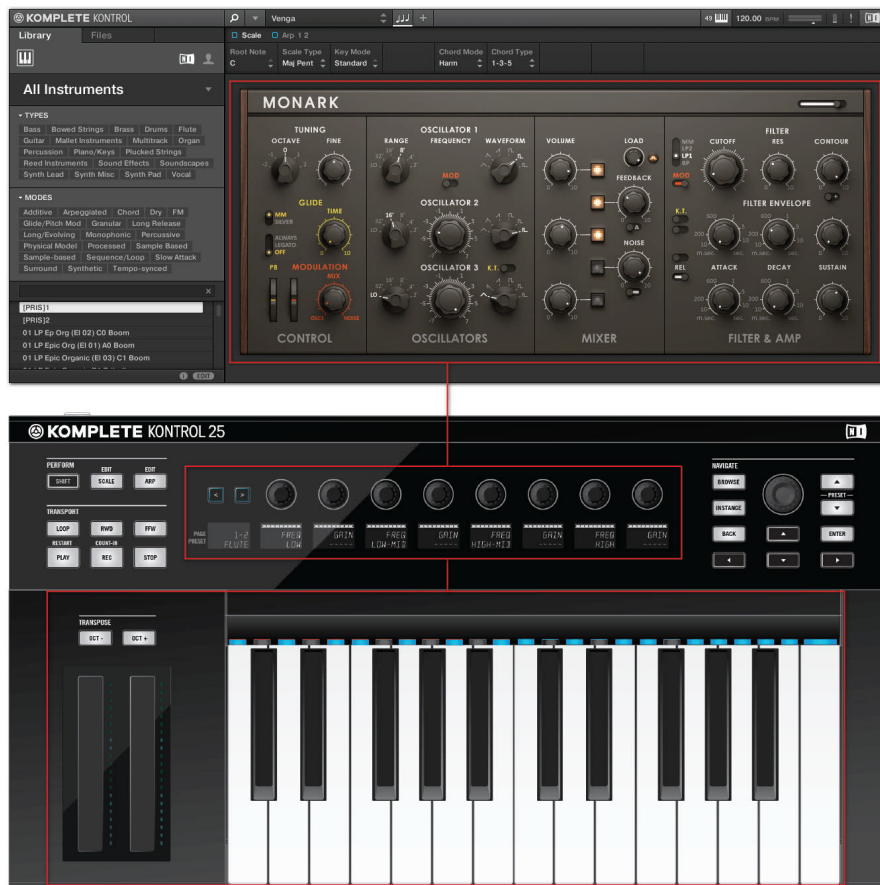 KOMPLETE KONTROL
Venga
49
120.00 BPM
Library
Files
Scale
Arp 1 2
Root Note
Scale Type
Key Mode
Chord Mode
Chord Type
C
Maj Pent
Standard
Harm
1-3-5
All Instruments
TYPES
Bass Bowed Strings Brass Drums Flute
Guitar Mallet Instruments Multitrack Organ
Percussion Piano/Keys Plucked Strings
Reed Instruments Sound Effects Soundscapes
Synth Lead Synth Misc Synth Pad Vocal
MODES
Additive Arpeggiated Chord Dry FM
Glide/Pitch Mod Granular Long Release
Long/Evolving Monophonic Percussive
Physical Model Processed Sample Based
Sample-based Sequence/Loop Slow Attack
Surround Synthetic Tempo-synced
[PRIS]1
[PRIS]2
01 LP Ep Org (EI 02) C0 Boom
01 LP Epic Organic (EI 01) A0 Boom
01 LP Epic Organic (EI 03) C1 Boom
EDIT
MONARK
TUNING
OCTAVE
FINE
GLIDE
MM
SILVER
TIME
ALWAYS
LEGATO
OFF
PB
MODULATION
MIX
OSC3
NOISE
CONTROL
OSCILLATOR 1
RANGE
FREQUENCY
WAVEFORM
MOD
OSCILLATOR 2
OSCILLATOR 3
K.T.
OSCILLATORS
VOLUME
LOAD
FEEDBACK
NOISE
MIXER
MM
LP2
LP1
BP
MOD
FILTER
CUTOFF
RES
CONTOUR
K.T.
FILTER ENVELOPE
REL
ATTACK
DECAY
SUSTAIN
FILTER & AMP
KOMPLETE KONTROL 25
PERFORM
EDIT
EDIT
SHIFT
SCALE
ARP
TRANSPORT
LOOP
RWD
FFW
RESTART
COUNT-IN
PLAY
REC
STOP
< >
PAGE
PRESET
1-2
FLUTE
FREQ
LOW
GAIN
FREQ
LOW-MID
GAIN
FREQ
HIGH-MID
GAIN
FREQ
HIGH
GAIN
NAVIGATE
BROWSE
INSTANCE
BACK
PRESET
ENTER
TRANSPOSE
OCT -
OCT +